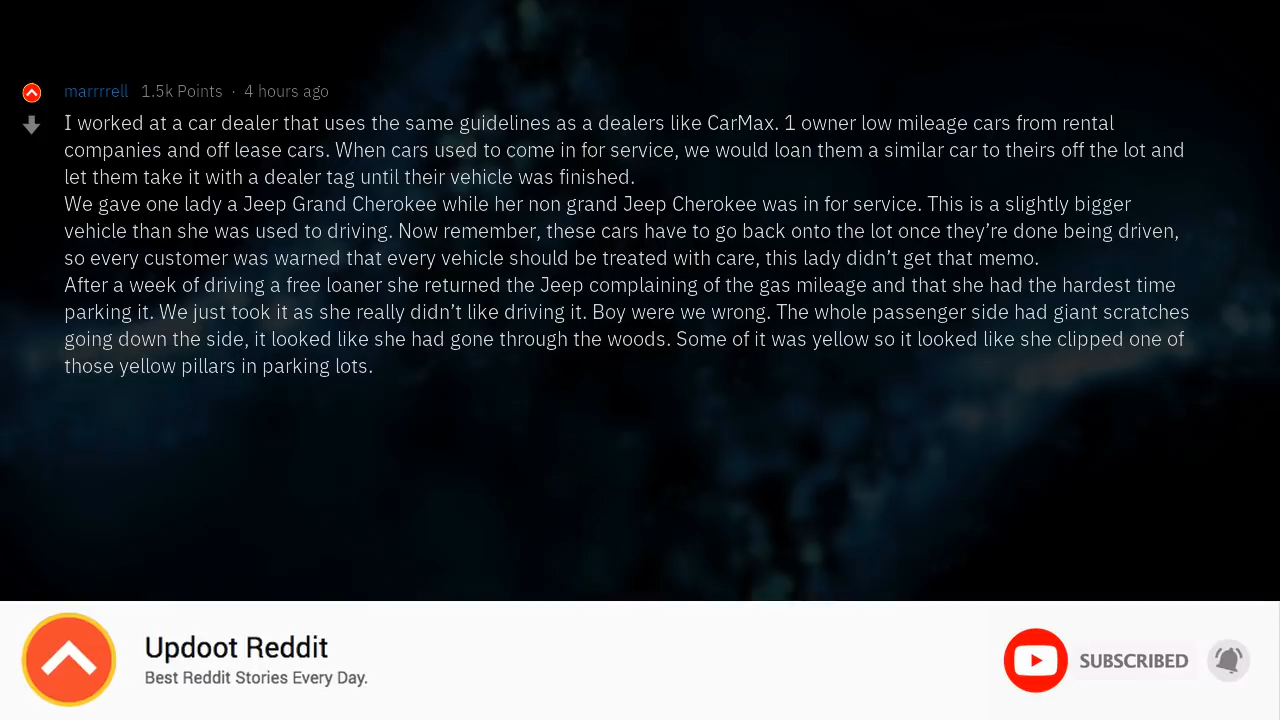 marrrrell 1.5k Points · 4 hours ago
I worked at a car dealer that uses the same guidelines as a dealers like CarMax. 1 owner low mileage cars from rental
companies and off lease cars. When cars used to come in for service, we would loan them a similar car to theirs off the lot and
let them take it with a dealer tag until their vehicle was finished.
We gave one lady a Jeep Grand Cherokee while her non grand Jeep Cherokee was in for service. This is a slightly bigger
vehicle than she was used to driving. Now remember, these cars have to go back onto the lot once they’re done being driven,
so every customer was warned that every vehicle should be treated with care, this lady didn’t get that memo.
After a week of driving a free loaner she returned the Jeep complaining of the gas mileage and that she had the hardest time
parking it. We just took it as she really didn’t like driving it. Boy were we wrong. The whole passenger side had giant scratches
going down the side, it looked like she had gone through the woods. Some of it was yellow so it looked like she clipped one of
those yellow pillars in parking lots.
Updoot Reddit
Best Reddit Stories Every Day.
SUBSCRIBED